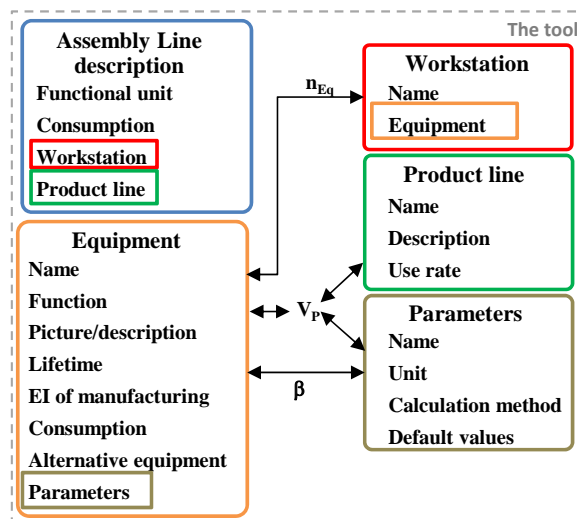 The tool
Assembly Line
description
Functional unit
Consumption
Workstation
Product line
n_Eq
Workstation
Name
Equipment
Product line
Name
Description
Use rate
Equipment
Name
Function
Picture/description
Lifetime
EI of manufacturing
Consumption
Alternative equipment
Parameters
V_P
β
Parameters
Name
Unit
Calculation method
Default values